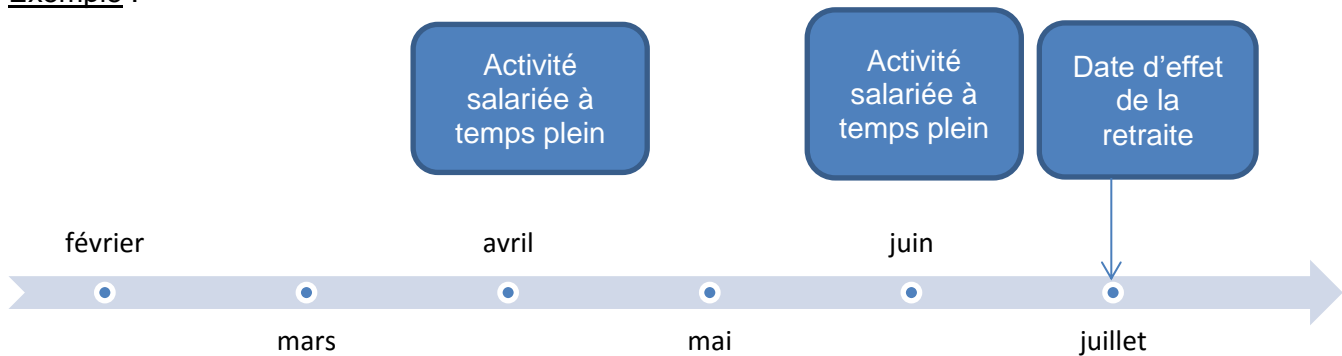 Exemple :
Activité
salariée à
temps plein
Activité
salariée à
temps plein
Date d’effet
de la
retraite
février
avril
juin
mars
mai
juillet